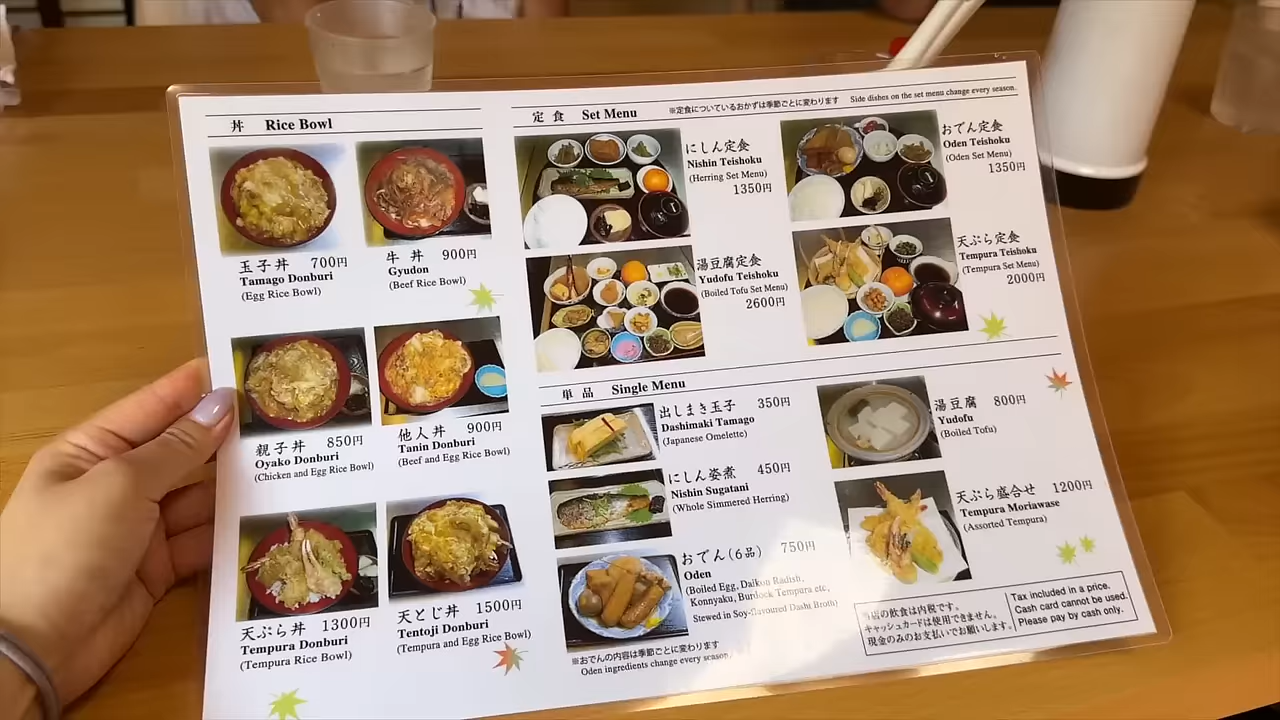 丼 Rice Bowl
玉子丼 700円
Tamago Donburi
(Egg Rice Bowl)
牛 丼 900円
Gyudon
(Beef Rice Bowl)
親子丼 850円
Oyako Donburi
(Chicken and Egg Rice Bowl)
他人丼 900円
Tanin Donburi
(Beef and Egg Rice Bowl)
天ぷら丼 1300円
Tempura Donburi
(Tempura Rice Bowl)
天とじ丼 1500円
Tentoji Donburi
(Tempura and Egg Rice Bowl)
定 食 Set Menu ※定食についているおかずは季節ごとに変わります Side dishes on the set menu change every season.
にしん定食
Nishin Teishoku
(Herring Set Menu)
1350円
おでん定食
Oden Teishoku
(Oden Set Menu)
1350円
湯豆腐定食
Yudofu Teishoku
(Boiled Tofu Set Menu)
2600円
天ぷら定食
Tempura Teishoku
(Tempura Set Menu)
2000円
単 品 Single Menu
出しまき玉子 350円
Dashimaki Tamago
(Japanese Omelette)
にしん姿煮 450円
Nishin Sugatani
(Whole Simmered Herring)
おでん(6品) 750円
Oden
(Boiled Egg, Daikon Radish,
Konnyaku, Burdock Tempura etc,
Stewed in Soy-flavoured Dashi Broth)
※おでんの内容は季節ごとに変わります
Oden ingredients change every season.
湯豆腐 800円
Yudofu
(Boiled Tofu)
天ぷら盛合せ 1200円
Tempura Moriawase
(Assorted Tempura)
当店の飲食は内税です。
キャッシュカードは使用できません。
現金のみのお支払いでお願いします。
Tax included in a price.
Cash card cannot be used.
Please pay by cash only.